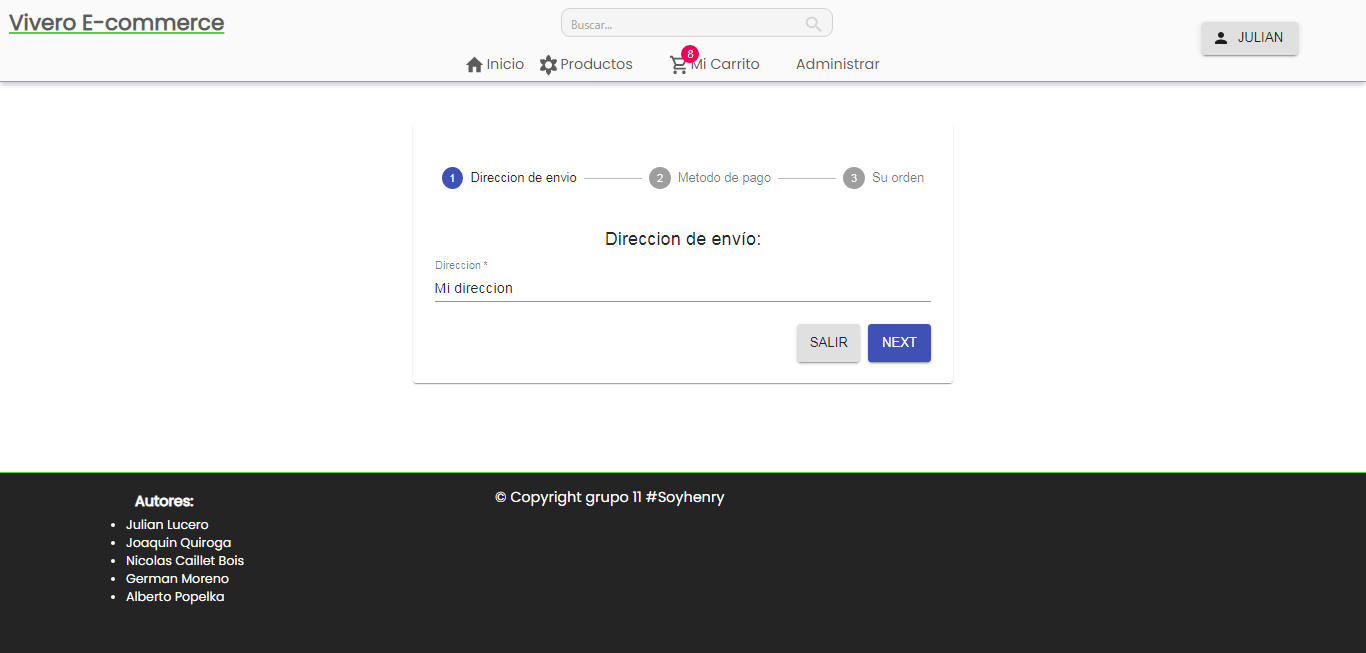 Vivero E-commerce
Buscar...
JULIAN
Inicio
Productos
8
Mi Carrito
Administrar
1 Direccion de envio
2 Metodo de pago
3 Su orden
Direccion de envío:
Direccion *
Mi direccion
SALIR
NEXT
Autores:
Julian Lucero
Joaquin Quiroga
Nicolas Caillet Bois
German Moreno
Alberto Popelka
© Copyright grupo 11 #Soyhenry